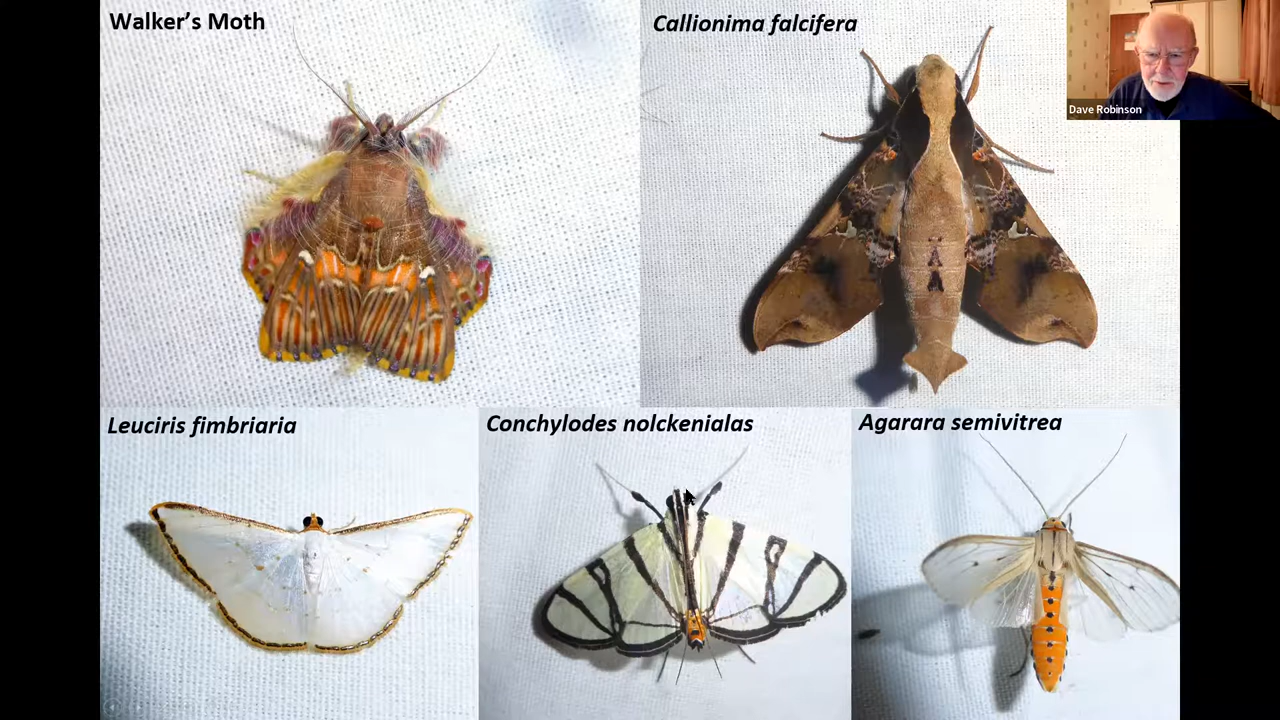 Walker’s Moth
Callionima falcifera
Dave Robinson
Leuciris fimbriaria
Conchylodes nolckenialas
Agarara semivitrea